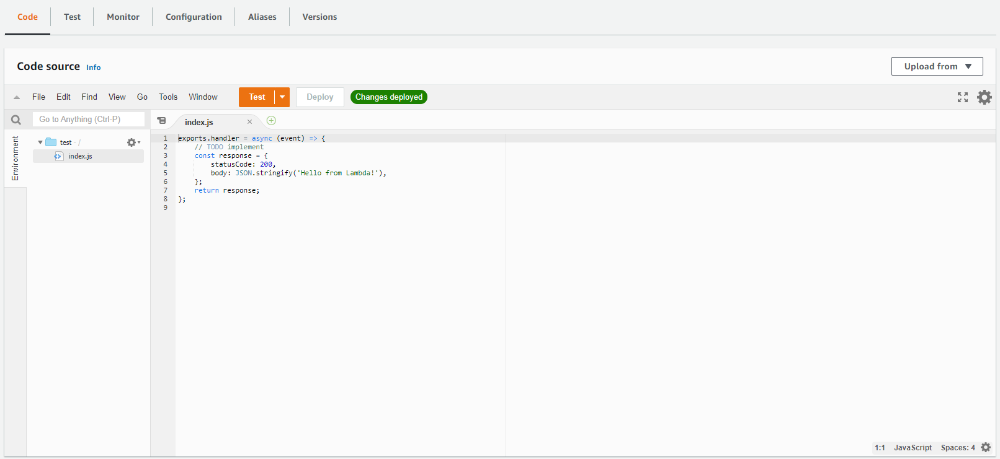 Code Test Monitor Configuration Aliases Versions
Code source Info
Upload from
File Edit Find View Go Tools Window Test Deploy Changes deployed
Go to Anything (Ctrl-P)
index.js
Environment
test - /
index.js
1 exports.handler = async (event) => {
2 // TODO implement
3 const response = {
4 statusCode: 200,
5 body: JSON.stringify('Hello from Lambda!'),
6 };
7 return response;
8 };
9
1:1 JavaScript Spaces: 4